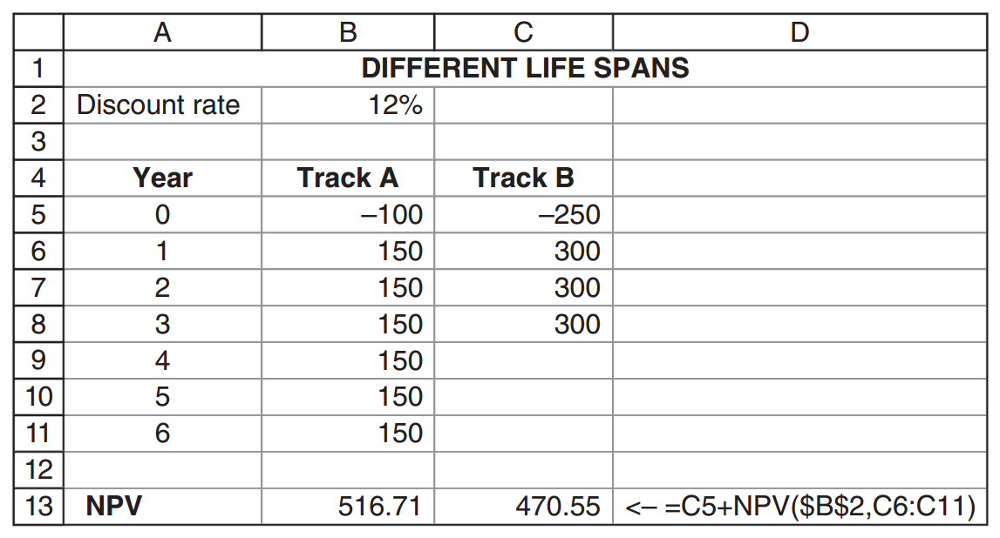 A B C D
1 DIFFERENT LIFE SPANS
2 Discount rate 12%
3
4 Year Track A Track B
5 0 –100 –250
6 1 150 300
7 2 150 300
8 3 150 300
9 4 150
10 5 150
11 6 150
12
13 NPV 516.71 470.55 <– =C5+NPV($B$2,C6:C11)